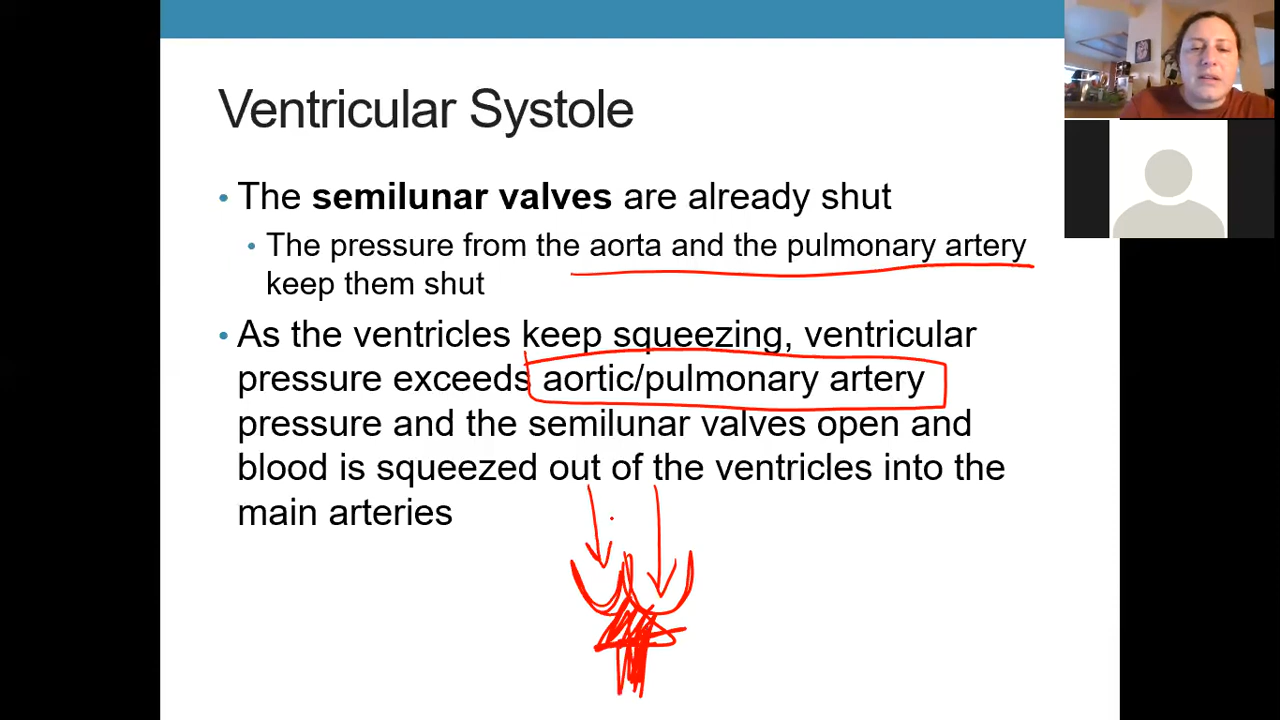 Ventricular Systole
• The semilunar valves are already shut
• The pressure from the aorta and the pulmonary artery
keep them shut
• As the ventricles keep squeezing, ventricular
pressure exceeds aortic/pulmonary artery
pressure and the semilunar valves open and
blood is squeezed out of the ventricles into the
main arteries